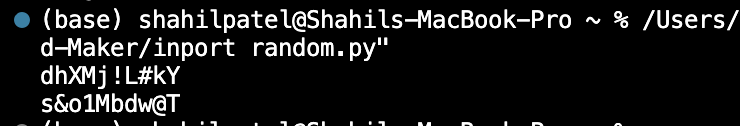 (base) shahilpatel@Shahils-MacBook-Pro ~ % /Users/
d-Maker/inport random.py"
dhXMj!L#kY
s&o1Mbdw@T